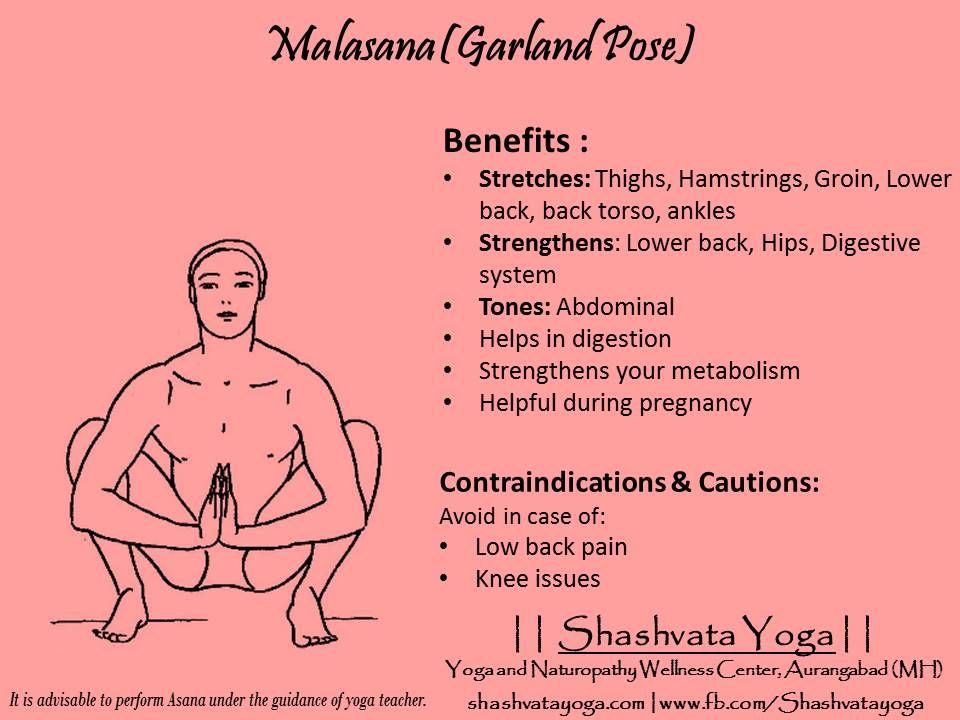 Malasana(Garland Pose)
Benefits :
• Stretches: Thighs, Hamstrings, Groin, Lower
back, back torso, ankles
• Strengthens: Lower back, Hips, Digestive
system
• Tones: Abdominal
• Helps in digestion
• Strengthens your metabolism
• Helpful during pregnancy
Contraindications & Cautions:
Avoid in case of:
• Low back pain
• Knee issues
|| Shashvata Yoga||
Yoga and Naturopathy Wellness Center, Aurangabad (MH)
shashvatayoga.com |www.fb.com/Shashvatayoga
It is advisable to perform Asana under the guidance of yoga teacher.